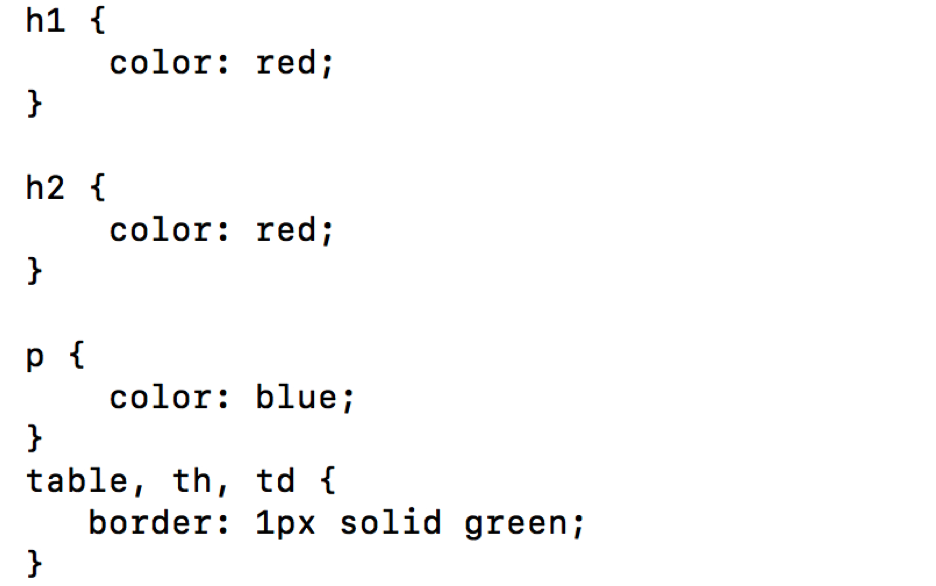 h1 {
    color: red;
}

h2 {
    color: red;
}

p {
    color: blue;
}
table, th, td {
   border: 1px solid green;
}